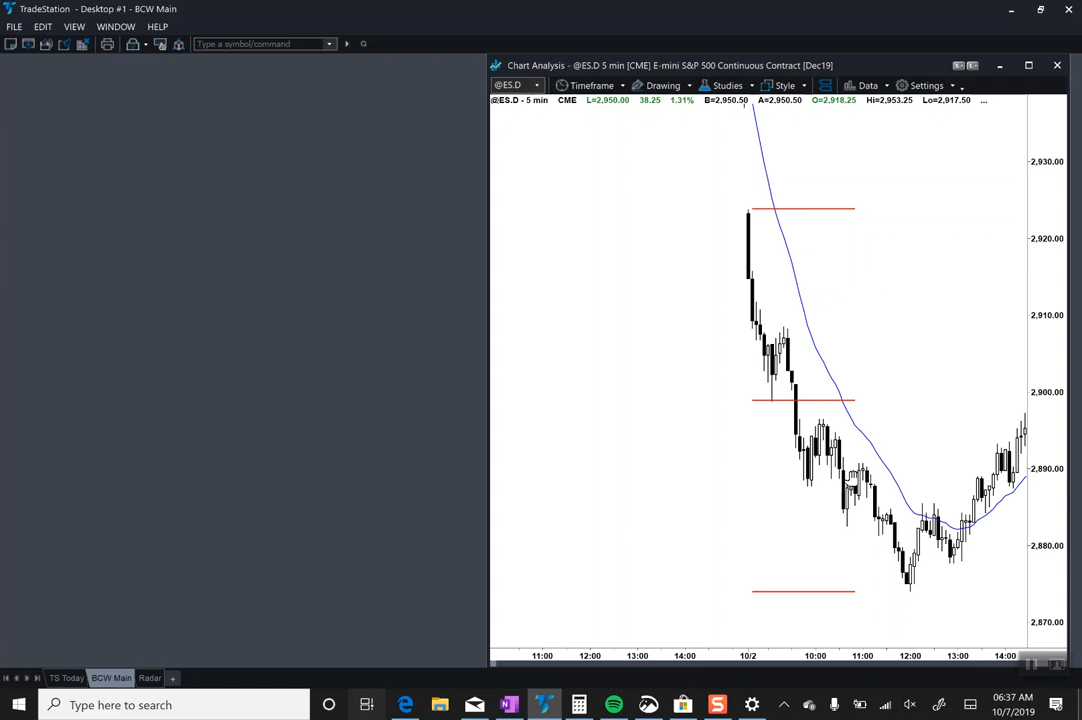 TradeStation - Desktop #1 - BCW Main
FILE EDIT VIEW WINDOW HELP
Type a symbol/command
Chart Analysis - @ES.D 5 min [CME] E-mini S&P 500 Continuous Contract [Dec19]
@ES.D Timeframe Drawing Studies Style Data Settings
@ES.D - 5 min CME L=2,950.00 38.25 1.31% B=2,950.50 A=2,950.50 O=2,918.25 Hi=2,953.25 Lo=2,917.50 ...
2,930.00
2,920.00
2,910.00
2,900.00
2,890.00
2,880.00
2,870.00
11:00 12:00 13:00 14:00 10/2 10:00 11:00 12:00 13:00 14:00
TS Today BCW Main Radar +
Type here to search
06:37 AM
10/7/2019